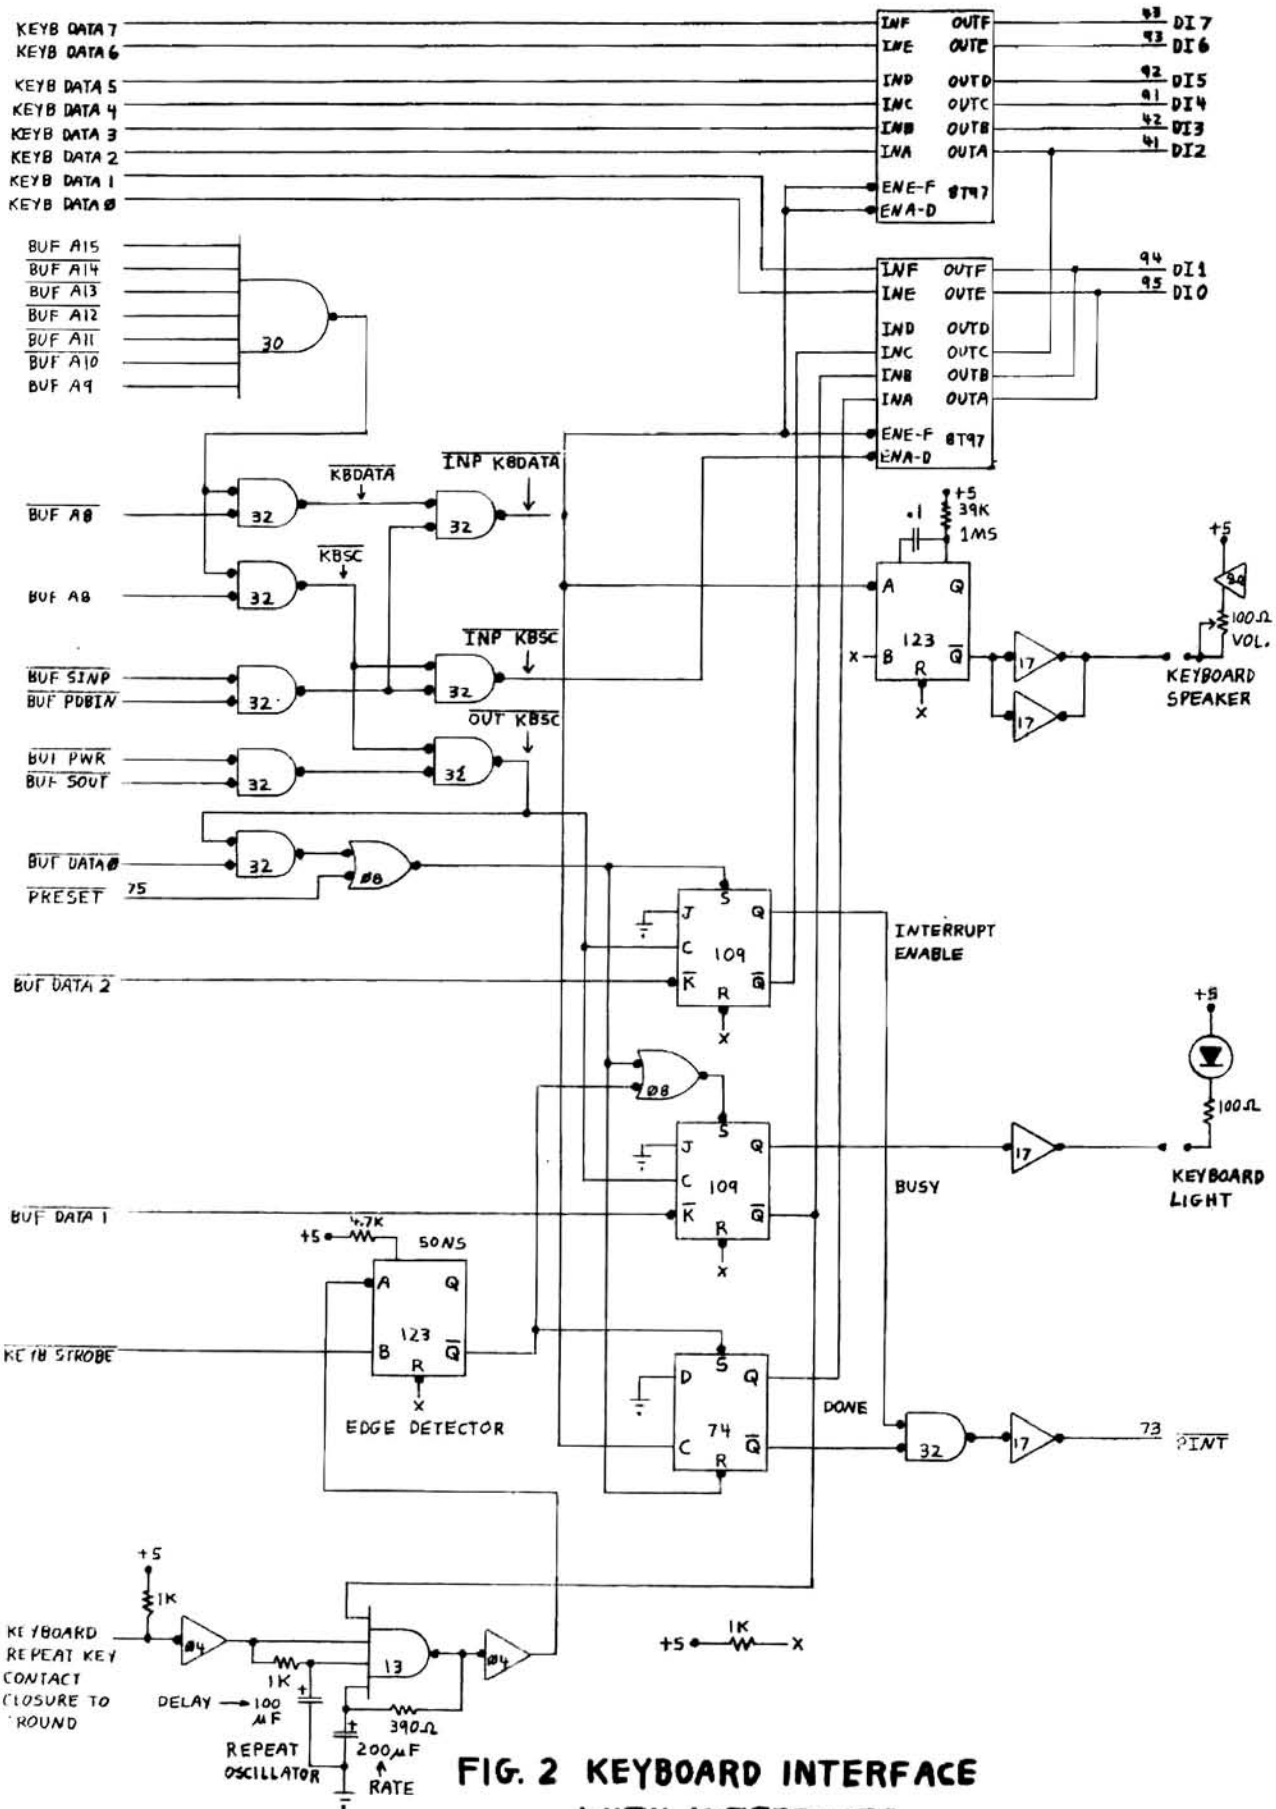 KEYB DATA 7
KEYB DATA 6
KEYB DATA 5
KEYB DATA 4
KEYB DATA 3
KEYB DATA 2
KEYB DATA 1
KEYB DATA Ø
INF OUTF
INE OUTE
IND OUTD
INC OUTC
INB OUTB
INA OUTA
ENE-F
ENA-D
8T97
43 DI7
93 DI6
92 DI5
91 DI4
42 DI3
41 DI2
INF OUTF
INE OUTE
IND OUTD
INC OUTC
INB OUTB
INA OUTA
ENE-F
ENA-D
8T97
94 DI1
95 DI0
BUF A15
BUF A14
BUF A13
BUF A12
BUF A11
BUF A10
BUF A9
30
BUF A8
32
KBDATA
32
INP KBDATA
BUF A8
32
KBSC
BUF SINP
BUF PDBIN
32
32
INP KBSC
BUF PWR
BUF SOUT
32
32
OUT KBSC
.1
+5
39K
1MS
A Q
123
B Q
R
X
X
17
17
KEYBOARD
SPEAKER
+5
100Ω
VOL.
BUF DATA Ø
32
Ø8
PRESET 75
S
J Q
C
109
K Q
R
X
INTERRUPT
ENABLE
BUF DATA 2
Ø8
S
J Q
C
109
K Q
R
X
BUSY
17
+5
100Ω
KEYBOARD
LIGHT
BUF DATA 1
+5 4.7K
50NS
A Q
123
B Q
R
X
KEYB STROBE
EDGE DETECTOR
S
D Q
74
C Q
R
DONE
32
17
73 PINT
+5
1K
KEYBOARD
REPEAT KEY
CONTACT
CLOSURE TO
ROUND
Ø4
1K
DELAY → 100
µF
+
13
Ø4
390Ω
+
200µF
↑
RATE
REPEAT
OSCILLATOR
+5 1K X
FIG. 2 KEYBOARD INTERFACE